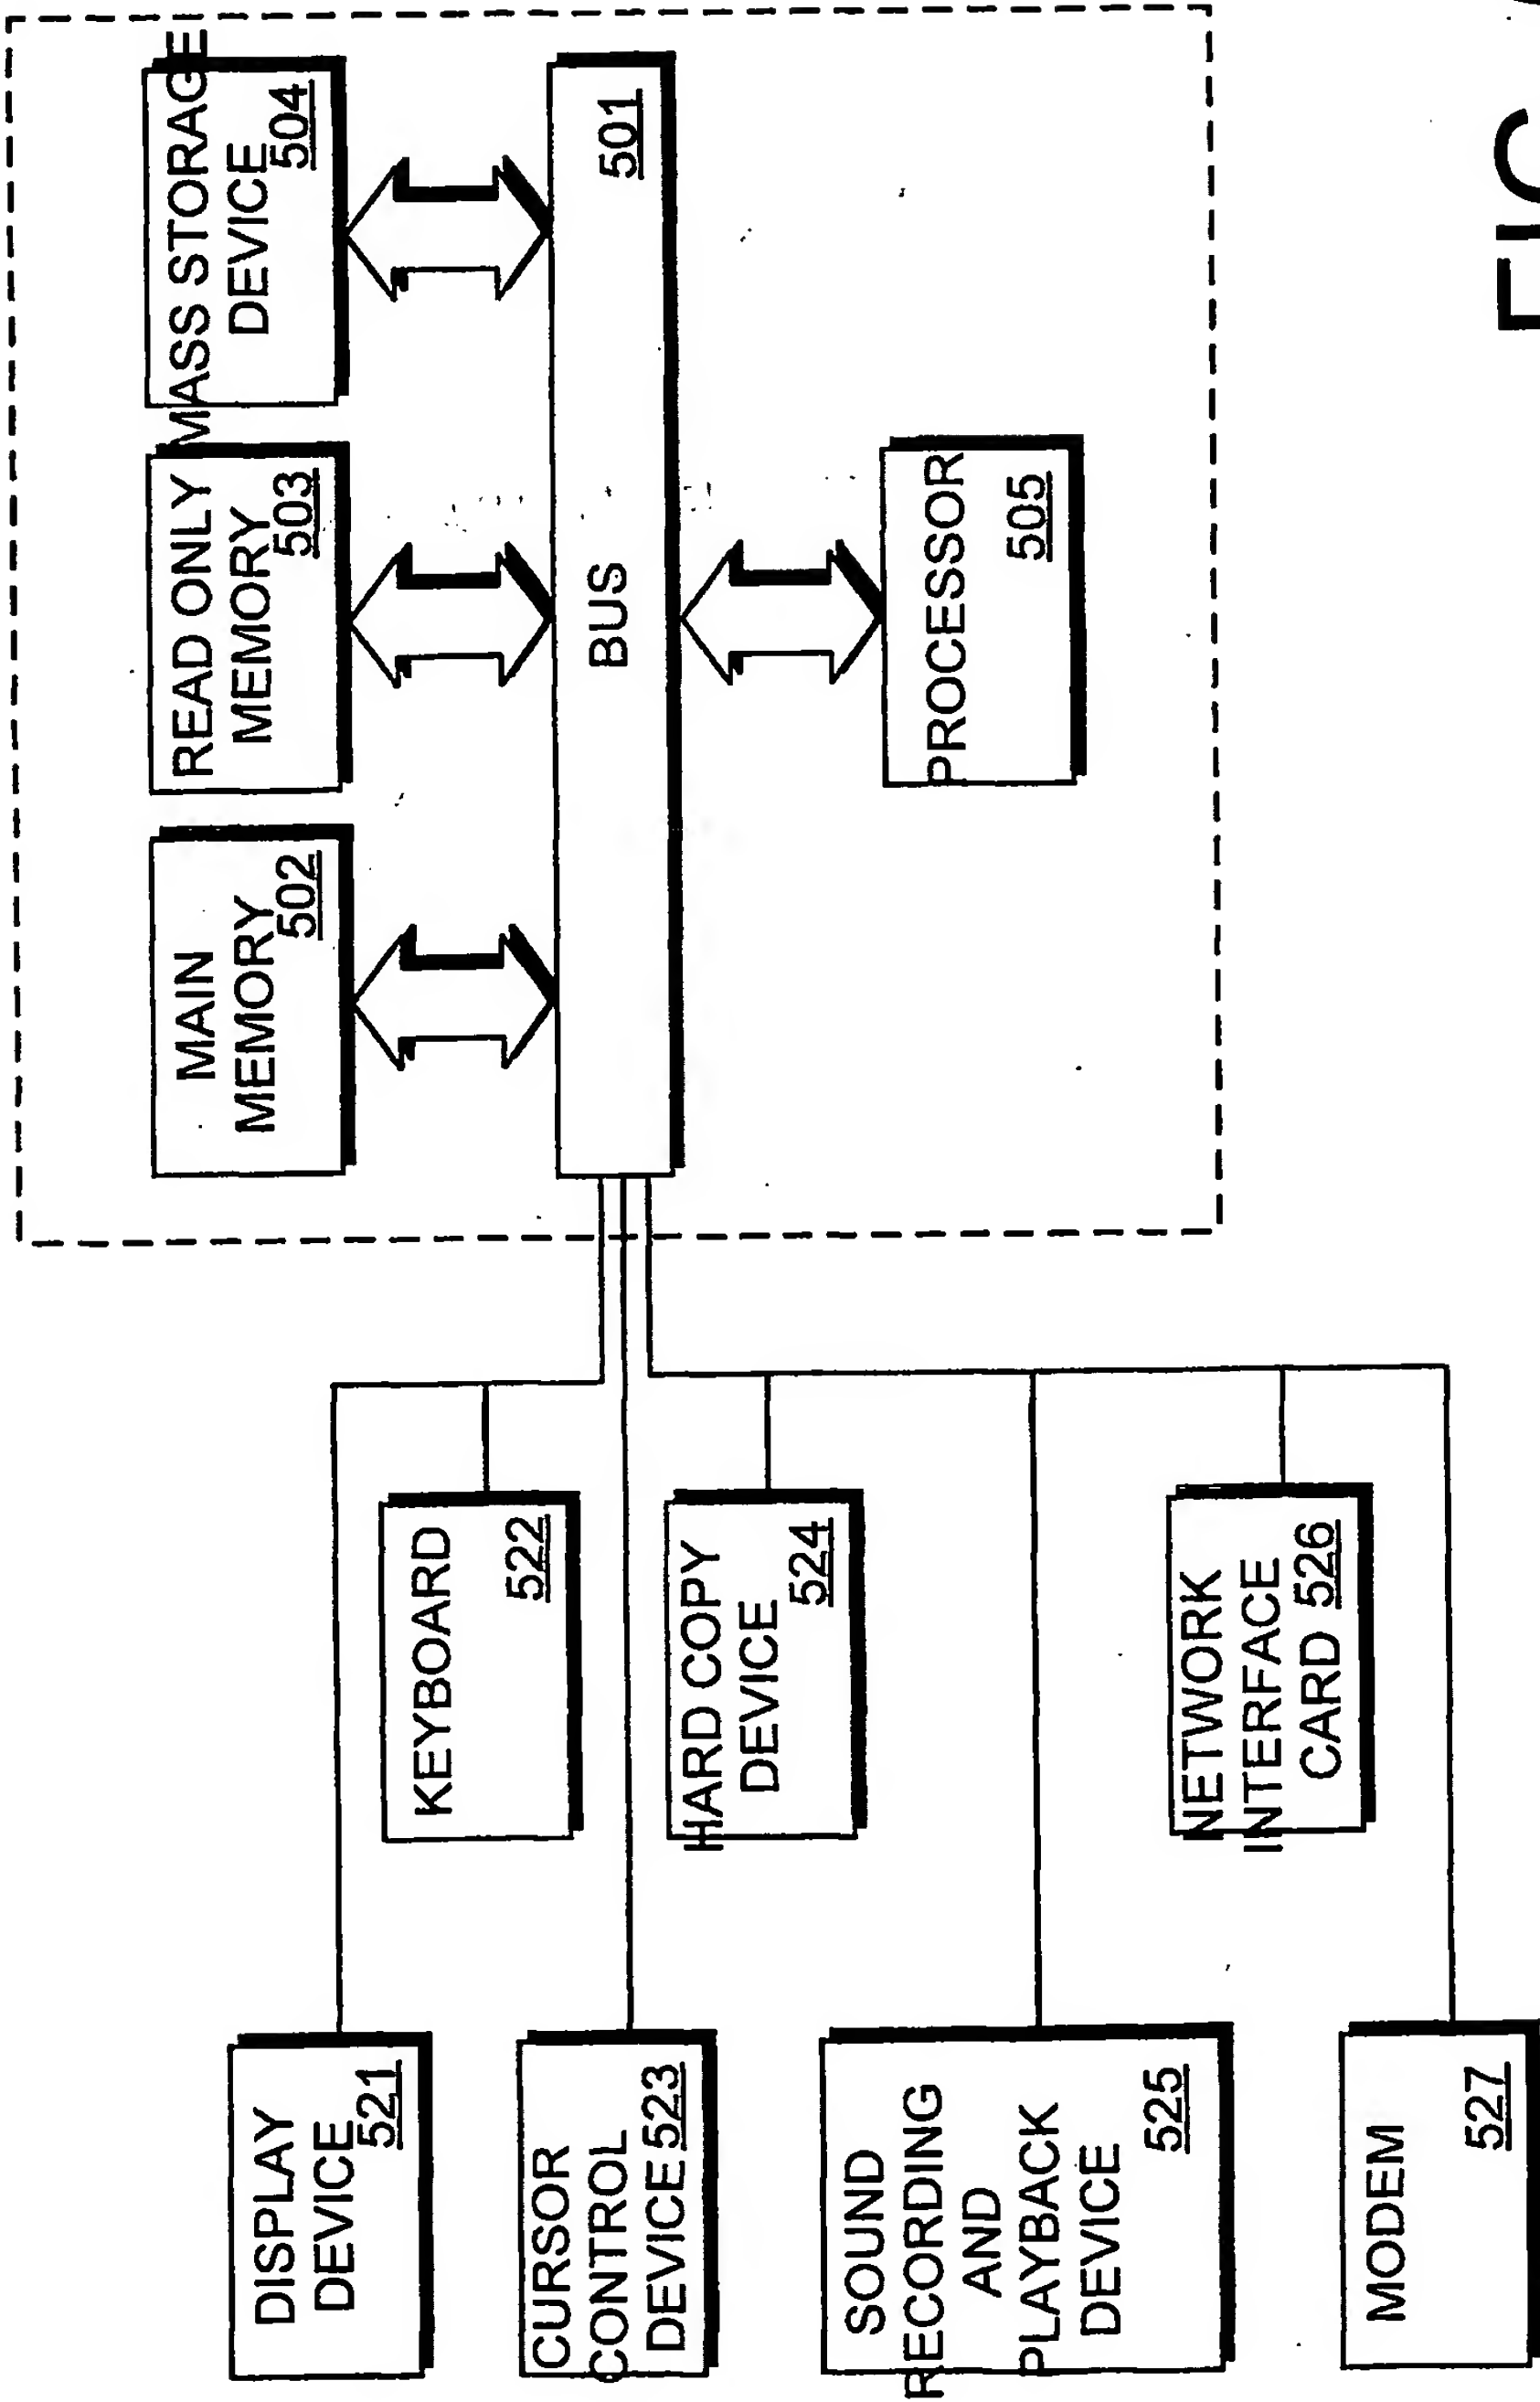 DISPLAY
DEVICE
521
KEYBOARD
522
CURSOR
CONTROL
DEVICE 523
HARD COPY
DEVICE
524
SOUND
RECORDING
AND
PLAYBACK
DEVICE
525
NETWORK
INTERFACE
CARD 526
MODEM
527
MAIN
MEMORY
502
READ ONLY
MEMORY
503
MASS STORAGE
DEVICE
504
BUS
501
PROCESSOR
505